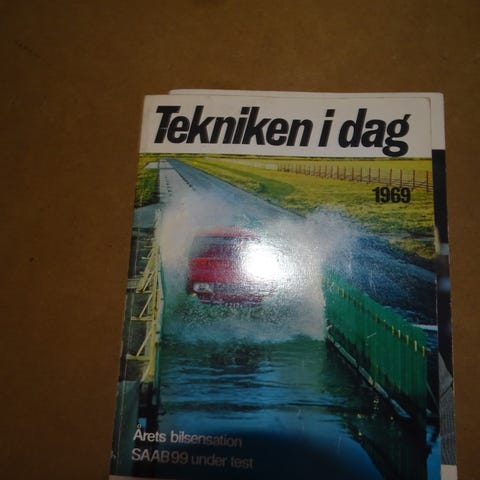 Tekniken i dag
1969
Årets bilsensation
SAAB 99 under test